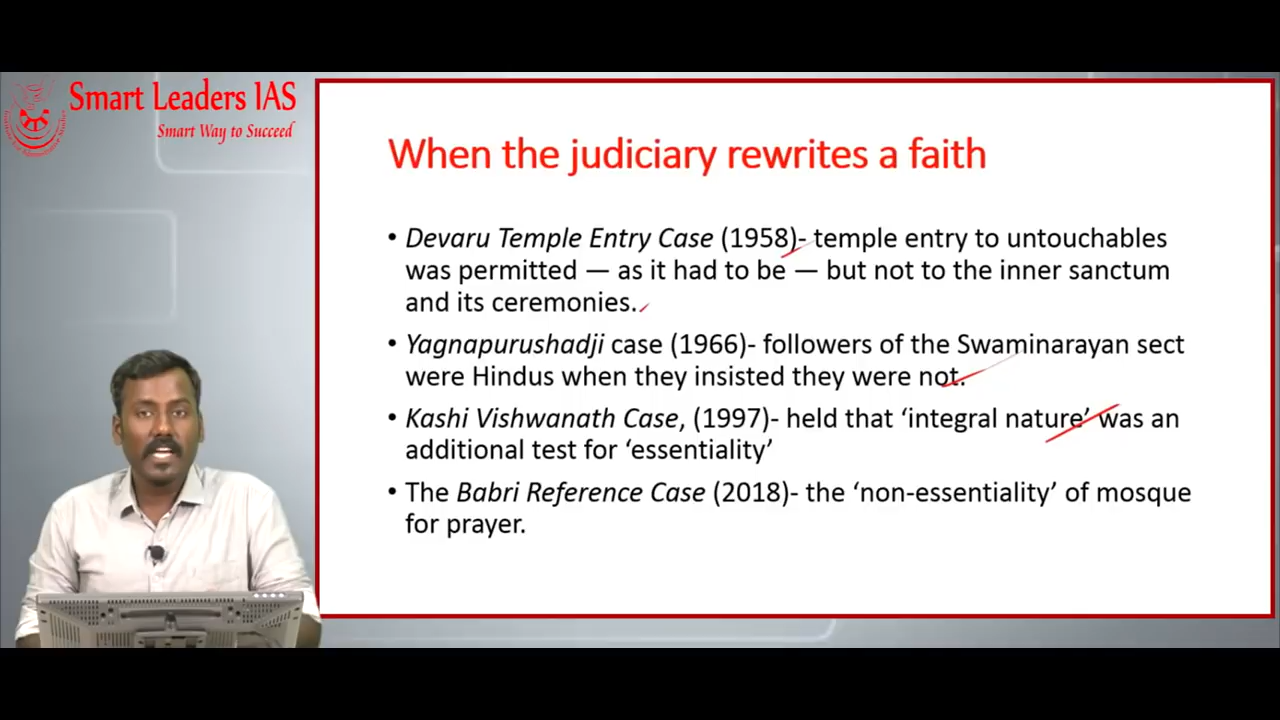 Smart Leaders IAS
Smart Way to Succeed
When the judiciary rewrites a faith
• Devaru Temple Entry Case (1958)- temple entry to untouchables
was permitted — as it had to be — but not to the inner sanctum
and its ceremonies.
• Yagnapurushadji case (1966)- followers of the Swaminarayan sect
were Hindus when they insisted they were not.
• Kashi Vishwanath Case, (1997)- held that ‘integral nature’ was an
additional test for ‘essentiality’
• The Babri Reference Case (2018)- the ‘non-essentiality’ of mosque
for prayer.